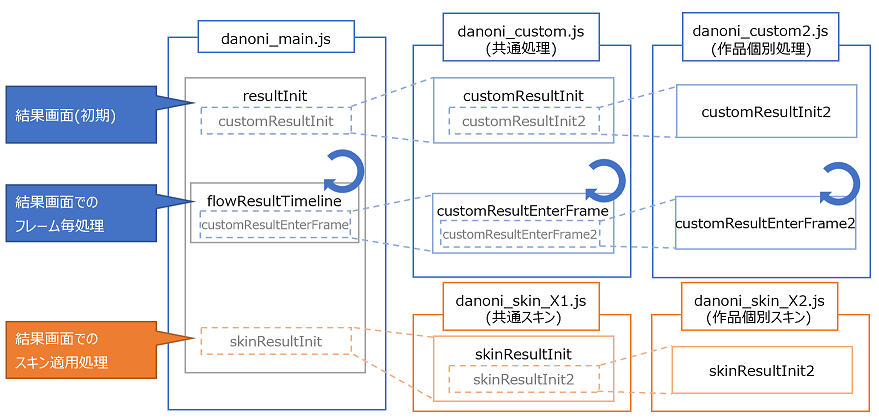 danoni_main.js
danoni_custom.js
(共通処理)
danoni_custom2.js
(作品個別処理)
結果画面(初期)
resultInit
customResultInit
customResultInit
customResultInit2
customResultInit2
結果画面での
フレーム毎処理
flowResultTimeline
customResultEnterFrame
customResultEnterFrame
customResultEnterFrame2
customResultEnterFrame2
danoni_skin_X1.js
(共通スキン)
danoni_skin_X2.js
(作品個別スキン)
結果画面での
スキン適用処理
skinResultInit
skinResultInit
skinResultInit2
skinResultInit2